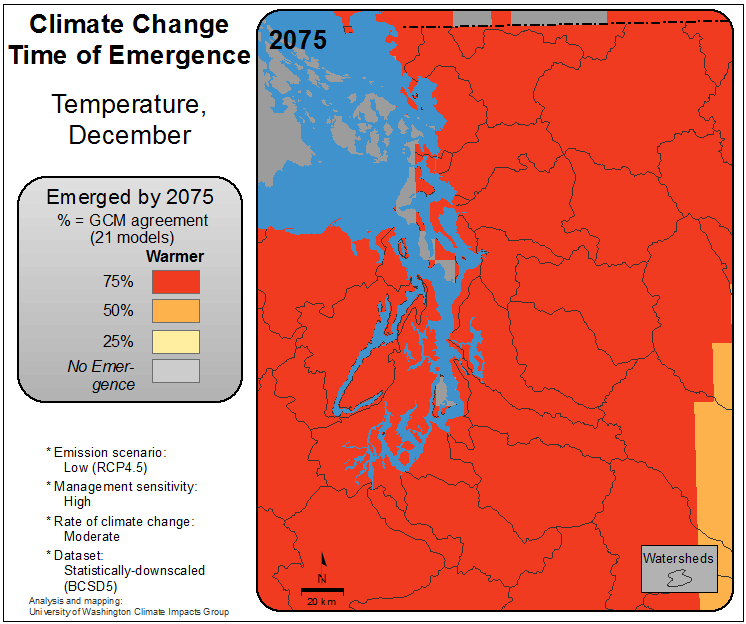 Climate Change
Time of Emergence
Temperature,
December
Emerged by 2075
% = GCM agreement
(21 models)
Warmer
75%
50%
25%
No Emer-
gence
* Emission scenario:
Low (RCP4.5)
* Management sensitivity:
High
* Rate of climate change:
Moderate
* Dataset:
Statistically-downscaled
(BCSD5)
Analysis and mapping:
University of Washington Climate Impacts Group
2075
N
20 km
Watersheds